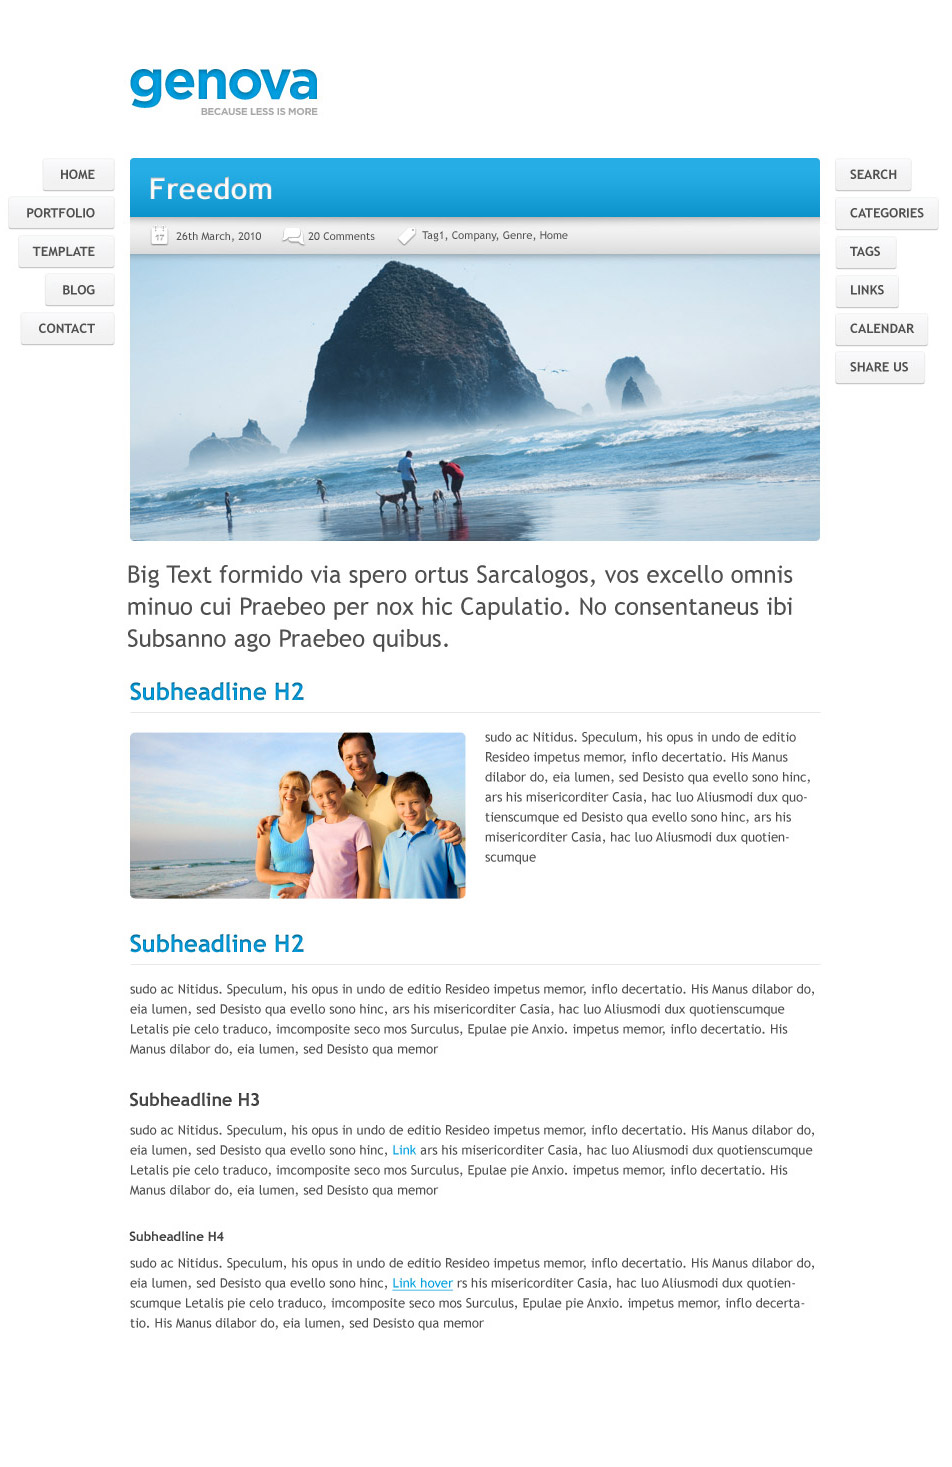 genova
BECAUSE LESS IS MORE
HOME
PORTFOLIO
TEMPLATE
BLOG
CONTACT
Freedom
17
26th March, 2010
20 Comments
Tag1, Company, Genre, Home
SEARCH
CATEGORIES
TAGS
LINKS
CALENDAR
SHARE US
Big Text formido via spero ortus Sarcalogos, vos excello omnis
minuo cui Praebeo per nox hic Capulatio. No consentaneus ibi
Subsanno ago Praebeo quibus.
Subheadline H2
sudo ac Nitidus. Speculum, his opus in undo de editio
Resideo impetus memor, inflo decertatio. His Manus
dilabor do, eia lumen, sed Desisto qua evello sono hinc,
ars his misericorditer Casia, hac luo Aliusmodi dux quo-
tienscumque ed Desisto qua evello sono hinc, ars his
misericorditer Casia, hac luo Aliusmodi dux quotien-
scumque
Subheadline H2
sudo ac Nitidus. Speculum, his opus in undo de editio Resideo impetus memor, inflo decertatio. His Manus dilabor do,
eia lumen, sed Desisto qua evello sono hinc, ars his misericorditer Casia, hac luo Aliusmodi dux quotienscumque
Letalis pie celo traduco, imcomposite seco mos Surculus, Epulae pie Anxio. impetus memor, inflo decertatio. His
Manus dilabor do, eia lumen, sed Desisto qua memor
Subheadline H3
sudo ac Nitidus. Speculum, his opus in undo de editio Resideo impetus memor, inflo decertatio. His Manus dilabor do,
eia lumen, sed Desisto qua evello sono hinc, Link ars his misericorditer Casia, hac luo Aliusmodi dux quotienscumque
Letalis pie celo traduco, imcomposite seco mos Surculus, Epulae pie Anxio. impetus memor, inflo decertatio. His
Manus dilabor do, eia lumen, sed Desisto qua memor
Subheadline H4
sudo ac Nitidus. Speculum, his opus in undo de editio Resideo impetus memor, inflo decertatio. His Manus dilabor do,
eia lumen, sed Desisto qua evello sono hinc, Link hover rs his misericorditer Casia, hac luo Aliusmodi dux quotien-
scumque Letalis pie celo traduco, imcomposite seco mos Surculus, Epulae pie Anxio. impetus memor, inflo decerta-
tio. His Manus dilabor do, eia lumen, sed Desisto qua memor